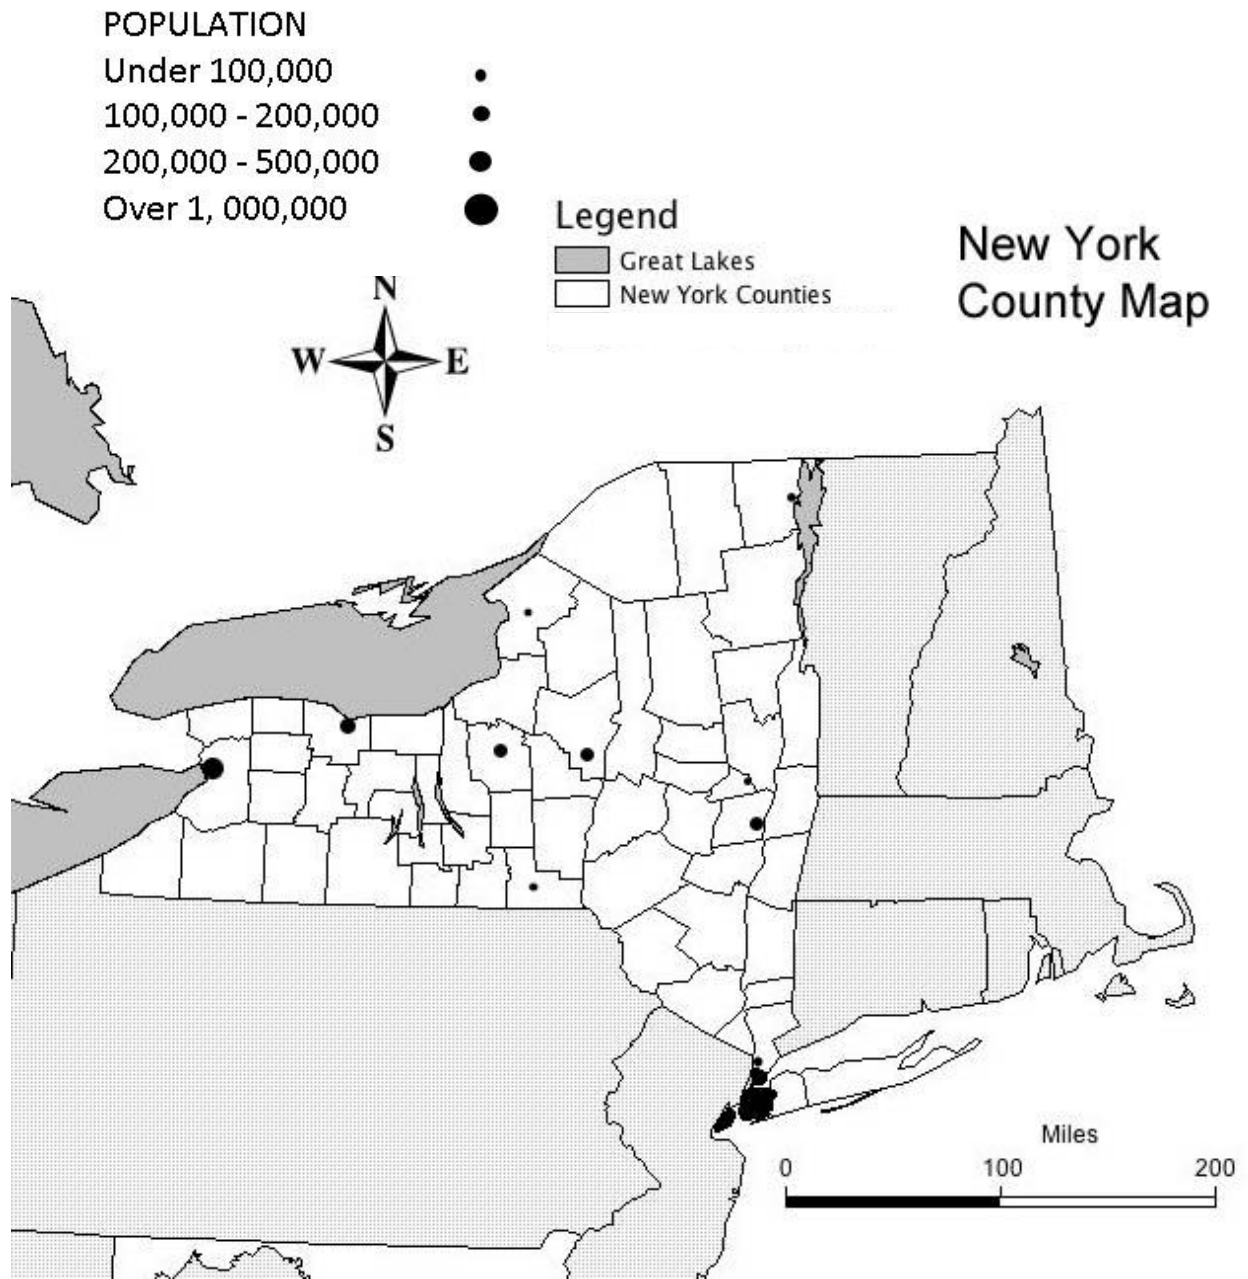 POPULATION
Under 100,000
100,000 - 200,000
200,000 - 500,000
Over 1, 000,000
Legend
Great Lakes
New York Counties
New York
County Map
N
W E
S
Miles
0 100 200